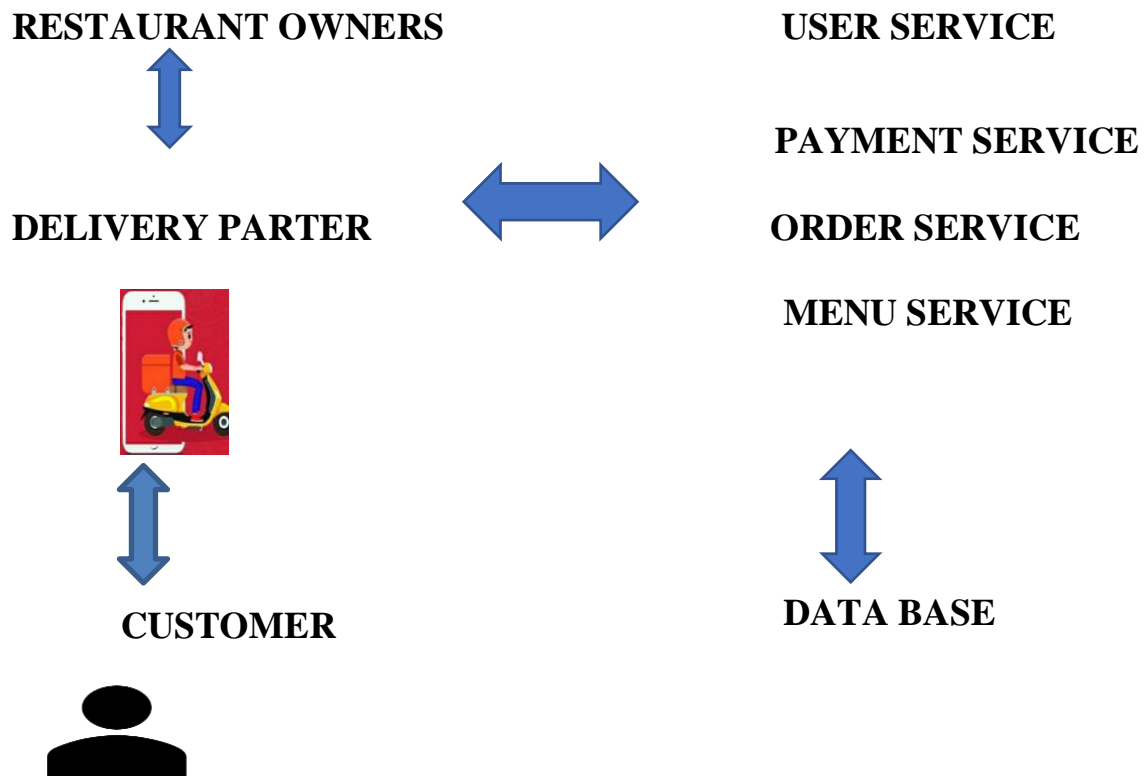 RESTAURANT OWNERS
USER SERVICE
PAYMENT SERVICE
DELIVERY PARTER
ORDER SERVICE
MENU SERVICE
CUSTOMER
DATA BASE